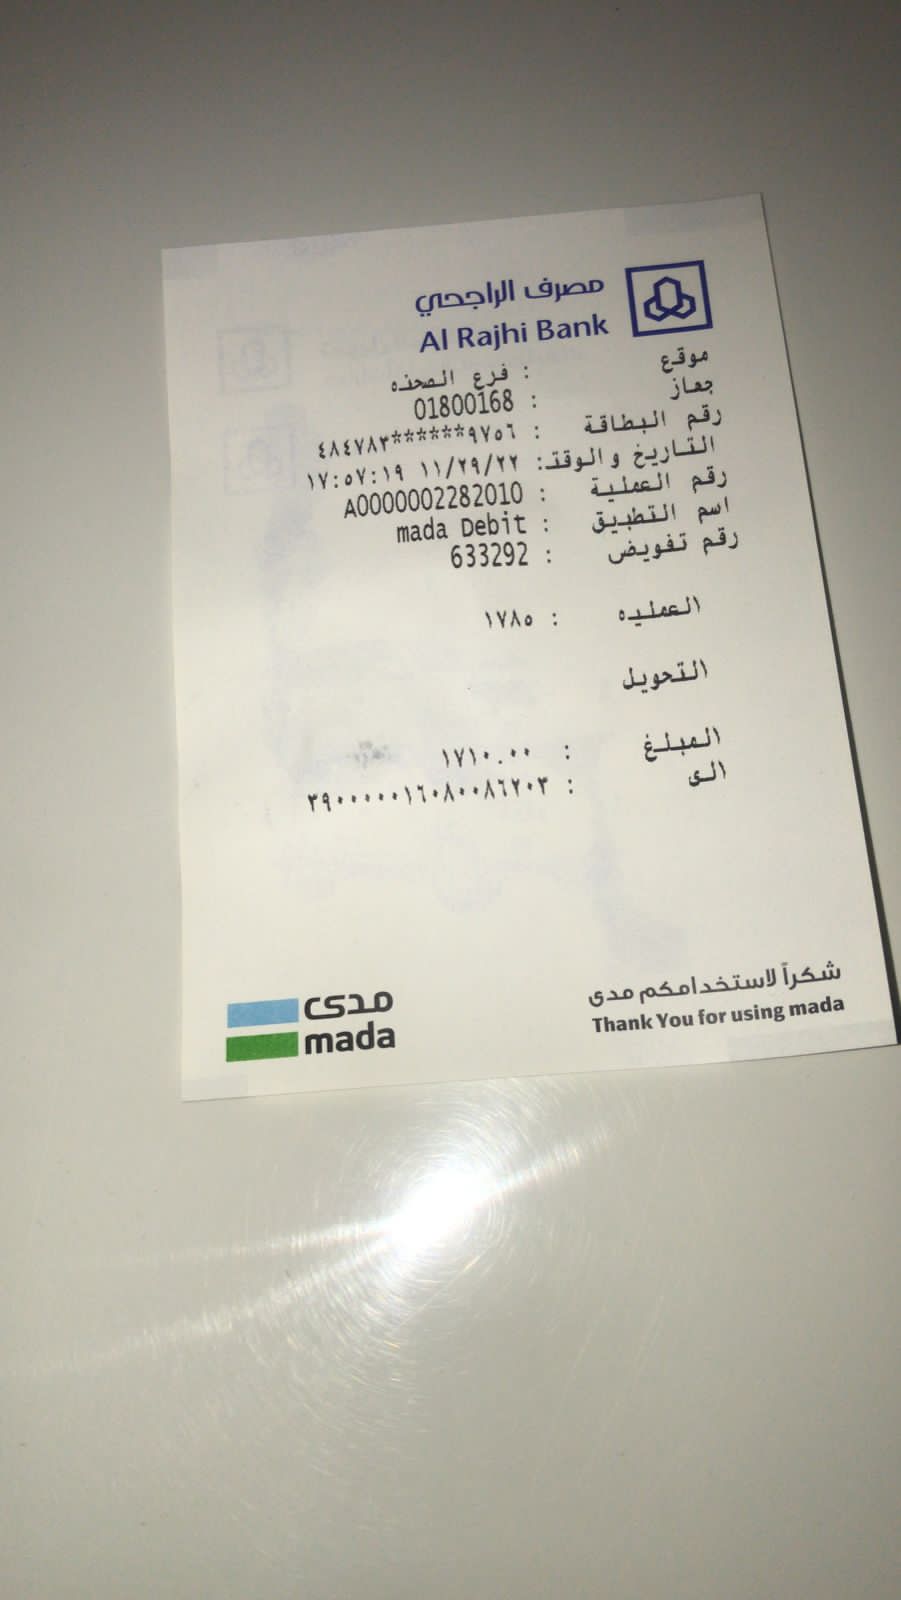 مصرف الراجحي
Al Rajhi Bank
موقع : فرع الصحنه
جهاز : 01800168
رقم البطاقة : ٤٨٤٧٨٣******٩٧٥٦
التاريخ والوقت: ١١/٢٩/٢٢ ١٧:٥٧:١٩
رقم العملية : A0000002282010
اسم التطبيق : mada Debit
رقم تفويض : 633292
العمليه : ١٧٨٥
التحويل
المبلغ : ١٧١٠.٠٠
الى : ٣٩٠٠٠٠٠١٦٠٨٠٠٨٦٢٠٣
شكراً لاستخدامكم مدى
Thank You for using mada
مدى
mada